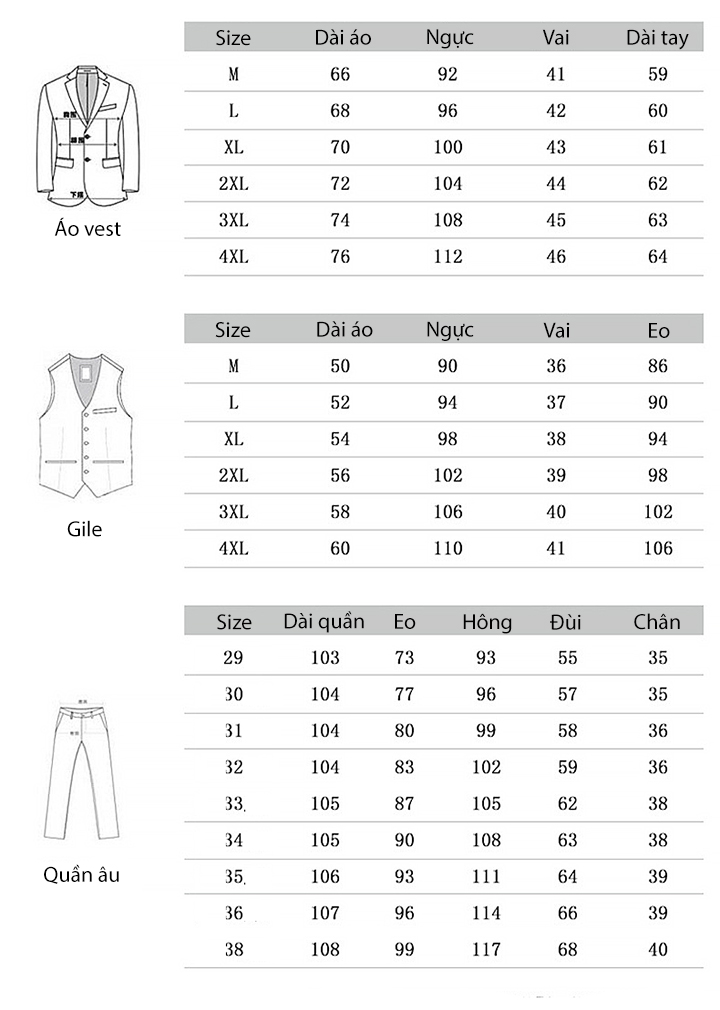 Size Dài áo Ngực Vai Dài tay
M 66 92 41 59
L 68 96 42 60
XL 70 100 43 61
2XL 72 104 44 62
3XL 74 108 45 63
4XL 76 112 46 64
下摆
Áo vest
Size Dài áo Ngực Vai Eo
M 50 90 36 86
L 52 94 37 90
XL 54 98 38 94
2XL 56 102 39 98
3XL 58 106 40 102
4XL 60 110 41 106
Gile
Size Dài quần Eo Hông Đùi Chân
29 103 73 93 55 35
30 104 77 96 57 35
31 104 80 99 58 36
32 104 83 102 59 36
33 105 87 105 62 38
34 105 90 108 63 38
35 106 93 111 64 39
36 107 96 114 66 39
38 108 99 117 68 40
Quần âu